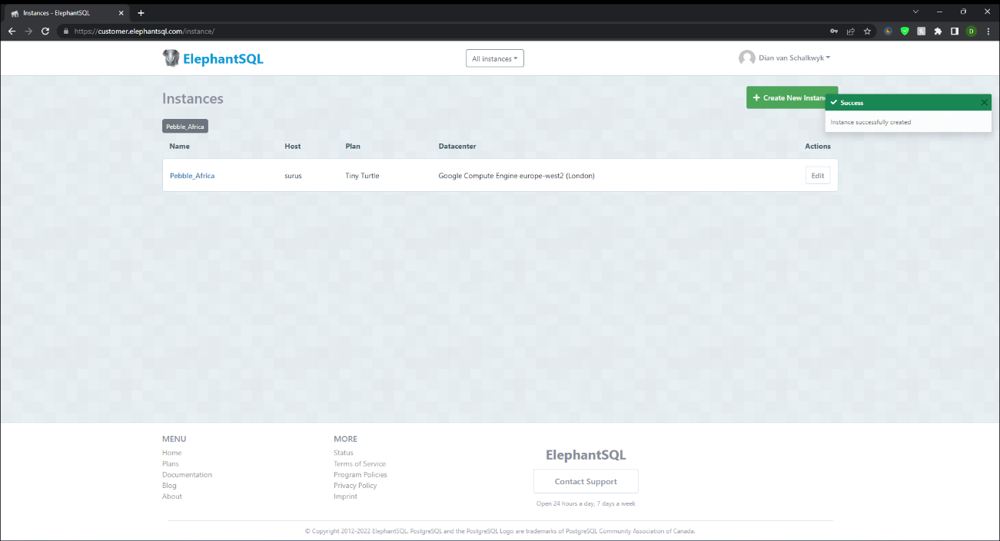 Instances - ElephantSQL
https://customer.elephantsql.com/instance/
D
ElephantSQL
All instances
Dian van Schalkwyk
Instances
Create New Instanc
Success
Instance successfully created
Pebble_Africa
Name Host Plan Datacenter Actions
Pebble_Africa surus Tiny Turtle Google Compute Engine europe-west2 (London) Edit
MENU
Home
Plans
Documentation
Blog
About
MORE
Status
Terms of Service
Program Policies
Privacy Policy
Imprint
ElephantSQL
Contact Support
Open 24 hours a day, 7 days a week
© Copyright 2012-2022 ElephantSQL. PostgreSQL and the PostgreSQL Logo are trademarks of PostgreSQL Community Association of Canada.